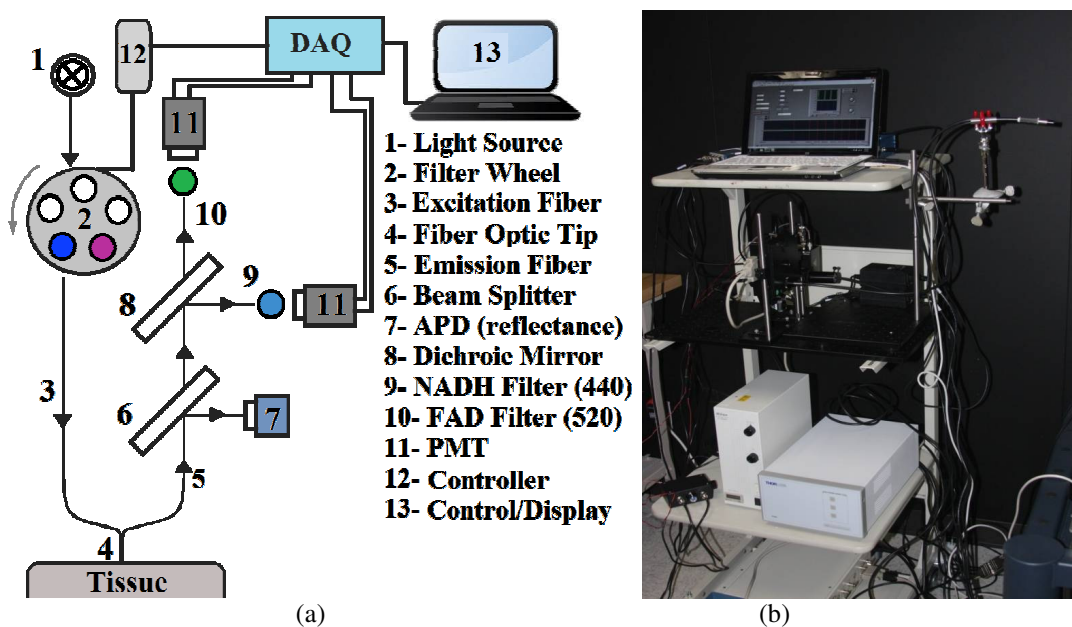 1
12
DAQ
13
11
2
10
9
8
11
3
6
7
5
4
Tissue
1- Light Source
2- Filter Wheel
3- Excitation Fiber
4- Fiber Optic Tip
5- Emission Fiber
6- Beam Splitter
7- APD (reflectance)
8- Dichroic Mirror
9- NADH Filter (440)
10- FAD Filter (520)
11- PMT
12- Controller
13- Control/Display
(a)
(b)